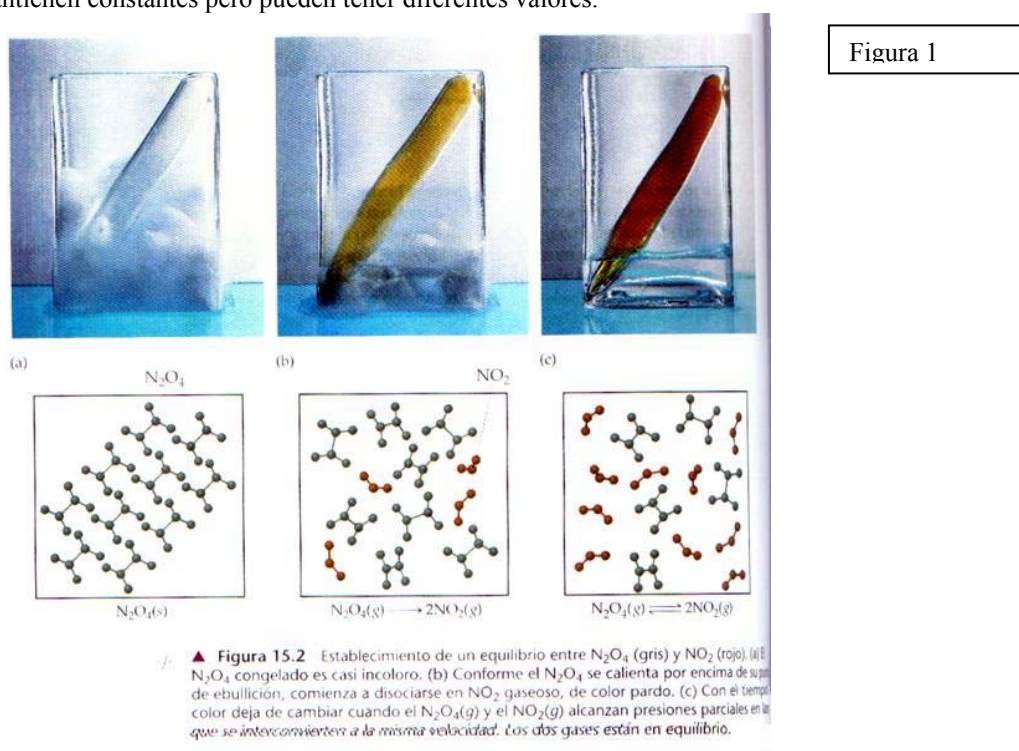 ntienen constantes pero pueden tener diferentes valores.
Figura 1
(a)
(b)
(c)
N₂O₄
NO₂
N₂O₄(s)
N₂O₄(g) ⟶ 2NO₂(g)
N₂O₄(g) ⇌ 2NO₂(g)
▲ Figura 15.2 Establecimiento de un equilibrio entre N₂O₄ (gris) y NO₂ (rojo). (a) E
N₂O₄ congelado es casi incoloro. (b) Conforme el N₂O₄ se calienta por encima de su
de ebullición, comienza a disociarse en NO₂ gaseoso, de color pardo. (c) Con el tiempo
color deja de cambiar cuando el N₂O₄(g) y el NO₂(g) alcanzan presiones parciales en
que se interconvierten a la misma velocidad. Los dos gases están en equilibrio.